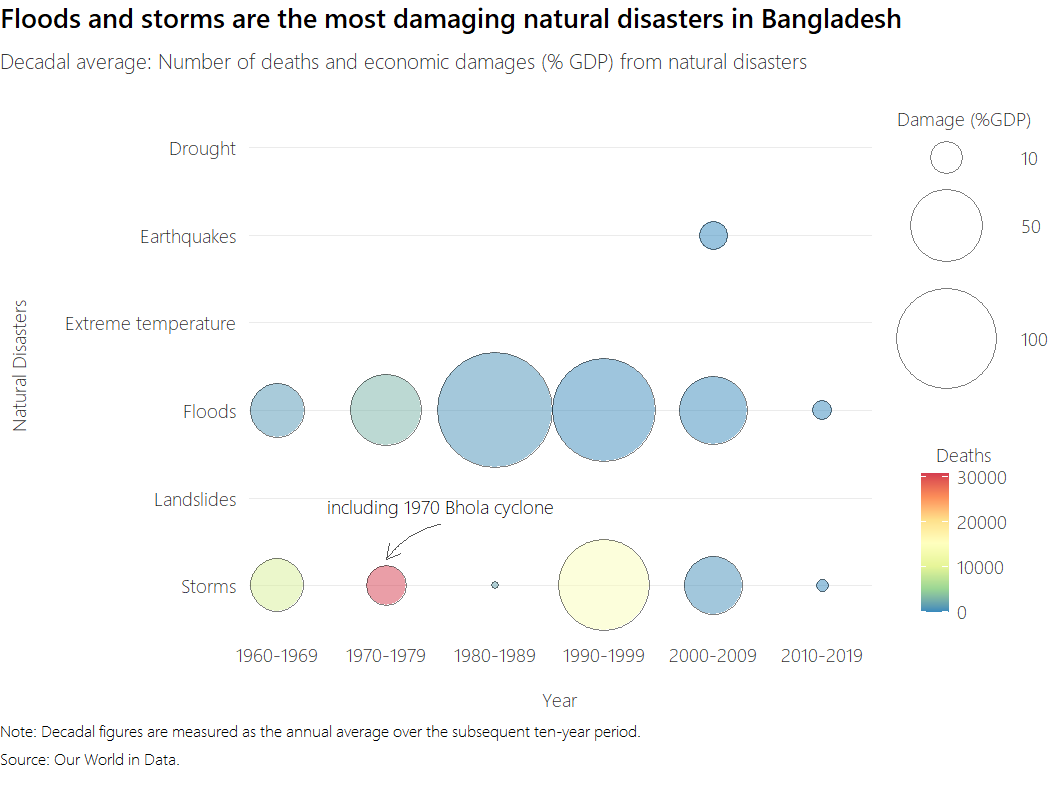 Floods and storms are the most damaging natural disasters in Bangladesh
Decadal average: Number of deaths and economic damages (% GDP) from natural disasters
Natural Disasters
Drought
Earthquakes
Extreme temperature
Floods
Landslides
Storms
including 1970 Bhola cyclone
1960-1969 1970-1979 1980-1989 1990-1999 2000-2009 2010-2019
Year
Damage (%GDP)
10
50
100
Deaths
30000
20000
10000
0
Note: Decadal figures are measured as the annual average over the subsequent ten-year period.
Source: Our World in Data.